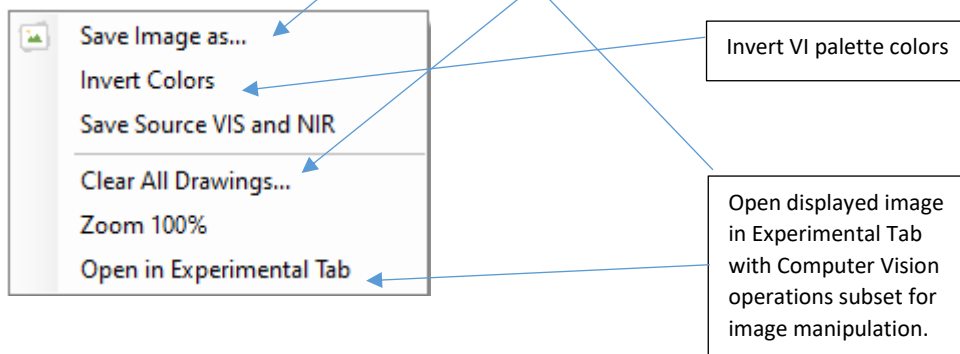 Save Image as...
Invert Colors
Save Source VIS and NIR
Clear All Drawings...
Zoom 100%
Open in Experimental Tab
Invert VI palette colors
Open displayed image
in Experimental Tab
with Computer Vision
operations subset for
image manipulation.